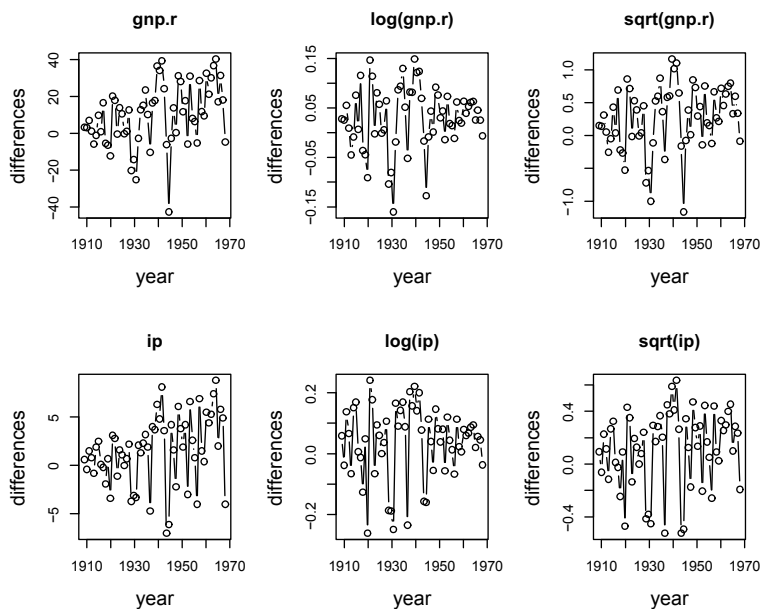 gnp.r
differences
40
20
0
−20
−40
1910 1930 1950 1970
year
log(gnp.r)
differences
0.15
0.05
−0.05
−0.15
1910 1930 1950 1970
year
sqrt(gnp.r)
differences
1.0
0.0
−1.0
1910 1930 1950 1970
year
ip
differences
5
0
−5
1910 1930 1950 1970
year
log(ip)
differences
0.2
0.0
−0.2
1910 1930 1950 1970
year
sqrt(ip)
differences
0.4
0.0
−0.4
1910 1930 1950 1970
year